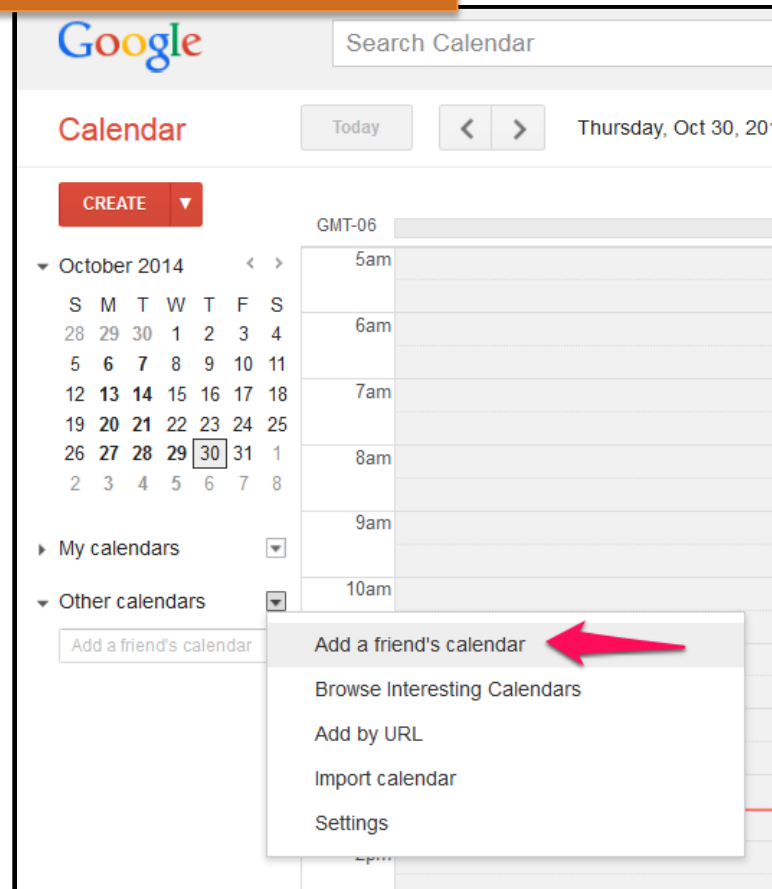 Google
Search Calendar
Calendar
Today
Thursday, Oct 30, 201
CREATE
GMT-06
October 2014
S M T W T F S
28 29 30 1 2 3 4
5 6 7 8 9 10 11
12 13 14 15 16 17 18
19 20 21 22 23 24 25
26 27 28 29 30 31 1
2 3 4 5 6 7 8
5am
6am
7am
8am
9am
10am
My calendars
Other calendars
Add a friend's calendar
Add a friend's calendar
Browse Interesting Calendars
Add by URL
Import calendar
Settings
2pm